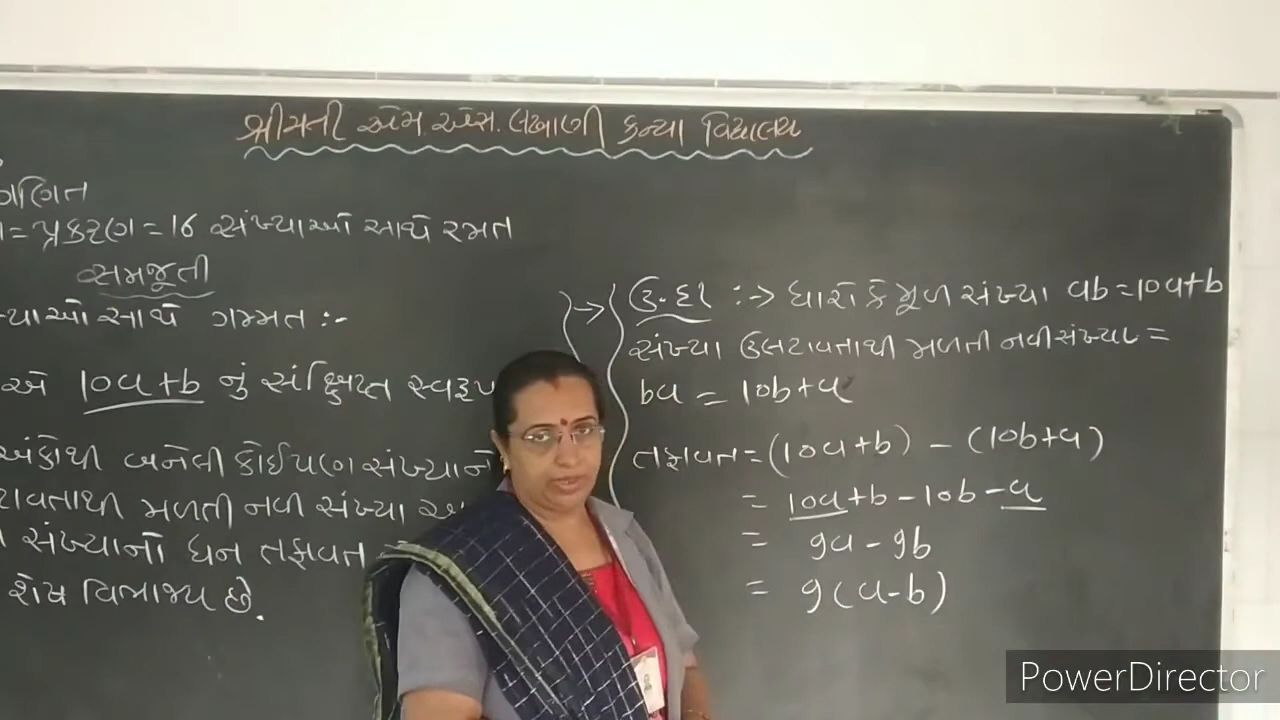 શ્રીમતી એમ. એસ. લખાણી કન્યા વિદ્યાલય
ગણિત
= પ્રકરણ = 16 સંખ્યાઓ સાથે રમત
સમજૂતી
ખ્યાઓ સાથે ગમ્મત :-
એ 10a+b નું સંક્ષિપ્ત સ્વરૂપ
અંકોથી બનેલી કોઈપણ સંખ્યાને
ટાવતાથી મળતી નવી સંખ્યા અ
સંખ્યાનો ધન તફાવત
શેષ વિભાજ્ય છે.
→ ઉ.દા :→ ધારો કે મૂળ સંખ્યા ab = 10a+b
સંખ્યા ઉલટાવતાથી મળતી નવી સંખ્યા =
ba = 10b+a
તફાવત = (10a+b) - (10b+a)
= 10a+b - 10b - a
= 9a - 9b
= 9(a-b)
PowerDirector